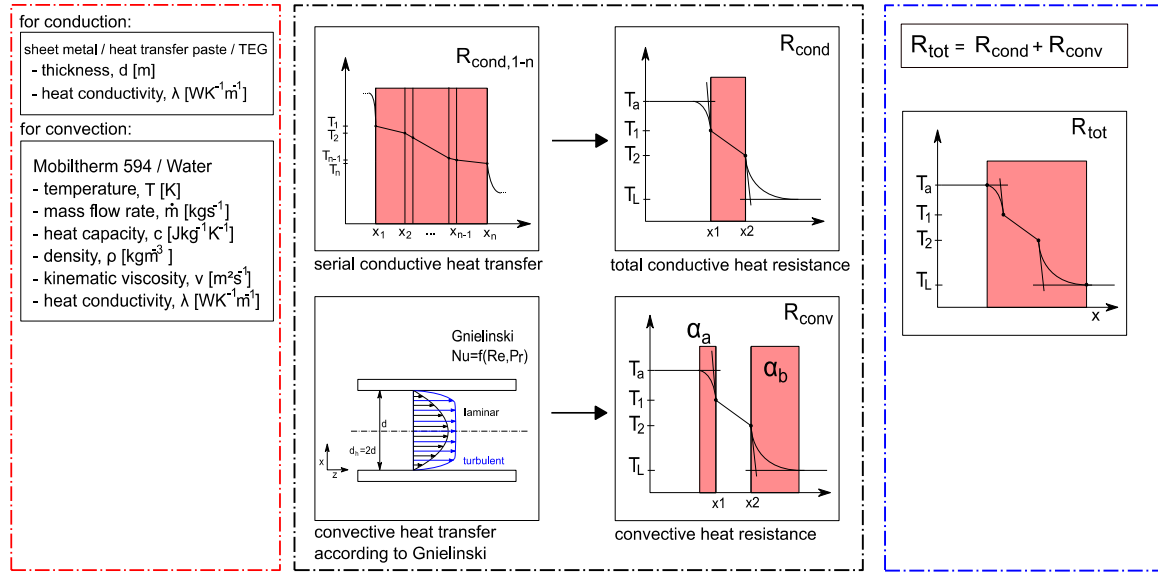 for conduction:
sheet metal / heat transfer paste / TEG
- thickness, d [m]
- heat conductivity, λ [WK⁻¹m⁻¹]
for convection:
Mobiltherm 594 / Water
- temperature, T [K]
- mass flow rate, ṁ [kgs⁻¹]
- heat capacity, c [Jkg⁻¹K⁻¹]
- density, ρ [kgm⁻³ ]
- kinematic viscosity, ν [m²s⁻¹]
- heat conductivity, λ [WK⁻¹m⁻¹]
R_cond,1-n
T₁
T₂
Tₙ₋₁
Tₙ
x₁ x₂ ... xₙ₋₁ xₙ
serial conductive heat transfer
R_cond
Tₐ
T₁
T₂
T_L
x1 x2
total conductive heat resistance
Gnielinski
Nu=f(Re,Pr)
d
laminar
dₕ=2d
turbulent
x
z
convective heat transfer
according to Gnielinski
R_conv
αₐ
α_b
Tₐ
T₁
T₂
T_L
x1 x2
convective heat resistance
R_tot = R_cond + R_conv
R_tot
Tₐ
T₁
T₂
T_L
x